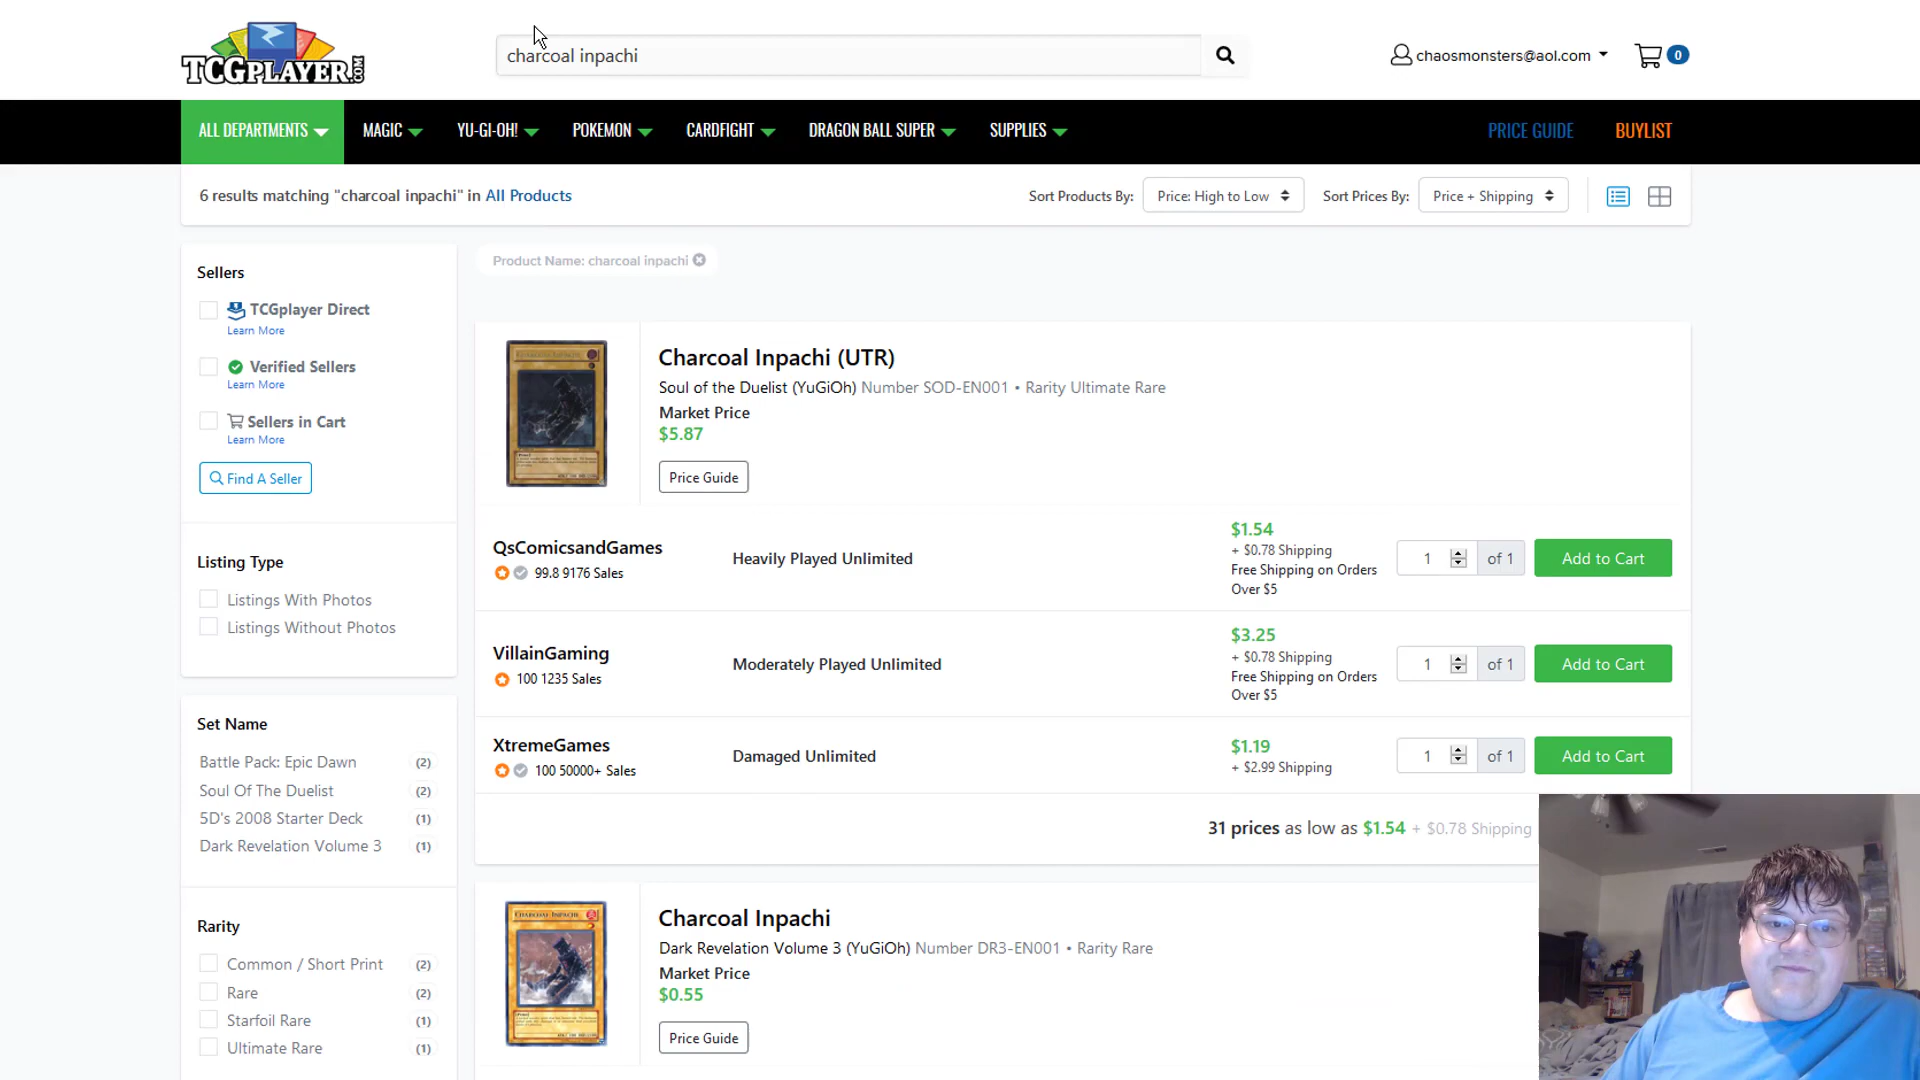 TCGPLAYER.COM
charcoal inpachi
chaosmonsters@aol.com
0
ALL DEPARTMENTS
MAGIC
YU-GI-OH!
POKEMON
CARDFIGHT
DRAGON BALL SUPER
SUPPLIES
PRICE GUIDE
BUYLIST
6 results matching "charcoal inpachi" in All Products
Sort Products By:
Price: High to Low
Sort Prices By:
Price + Shipping
Sellers
TCGplayer Direct
Learn More
Verified Sellers
Learn More
Sellers in Cart
Learn More
Find A Seller
Listing Type
Listings With Photos
Listings Without Photos
Set Name
Battle Pack: Epic Dawn (2)
Soul Of The Duelist (2)
5D's 2008 Starter Deck (1)
Dark Revelation Volume 3 (1)
Rarity
Common / Short Print (2)
Rare (2)
Starfoil Rare (1)
Ultimate Rare (1)
Product Name: charcoal inpachi
Charcoal Inpachi (UTR)
Soul of the Duelist (YuGiOh) Number SOD-EN001 • Rarity Ultimate Rare
Market Price
$5.87
Price Guide
QsComicsandGames
99.8 9176 Sales
Heavily Played Unlimited
$1.54
+ $0.78 Shipping
Free Shipping on Orders
Over $5
1 of 1
Add to Cart
VillainGaming
100 1235 Sales
Moderately Played Unlimited
$3.25
+ $0.78 Shipping
Free Shipping on Orders
Over $5
1 of 1
Add to Cart
XtremeGames
100 50000+ Sales
Damaged Unlimited
$1.19
+ $2.99 Shipping
1 of 1
Add to Cart
31 prices as low as $1.54 + $0.78 Shipping
CHARCOAL INPACHI
Charcoal Inpachi
Dark Revelation Volume 3 (YuGiOh) Number DR3-EN001 • Rarity Rare
Market Price
$0.55
Price Guide